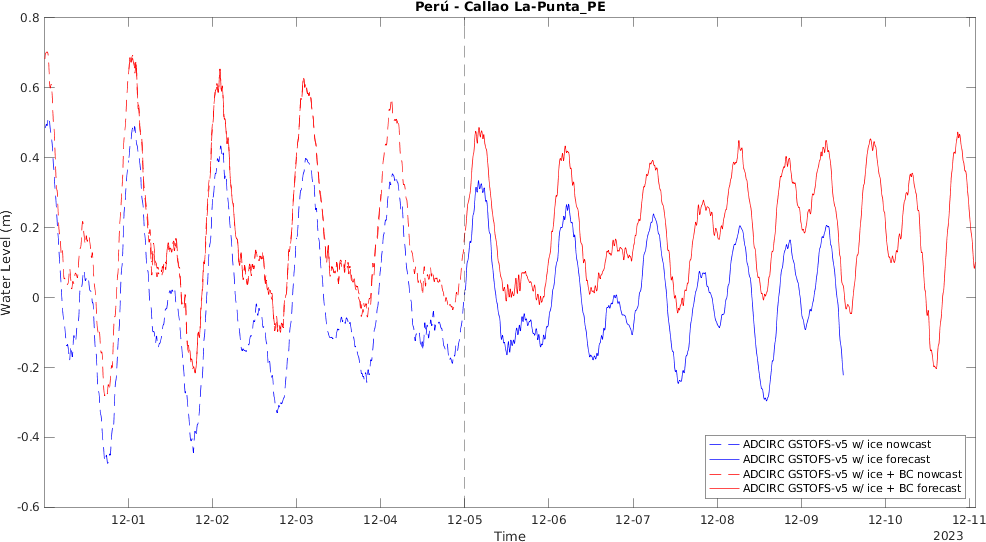 Perú - Callao La-Punta_PE
0.8
0.6
0.4
0.2
0
-0.2
-0.4
-0.6
Water Level (m)
12-01 12-02 12-03 12-04 12-05 12-06 12-07 12-08 12-09 12-10 12-11
Time
2023
ADCIRC GSTOFS-v5 w/ ice nowcast
ADCIRC GSTOFS-v5 w/ ice forecast
ADCIRC GSTOFS-v5 w/ ice + BC nowcast
ADCIRC GSTOFS-v5 w/ ice + BC forecast